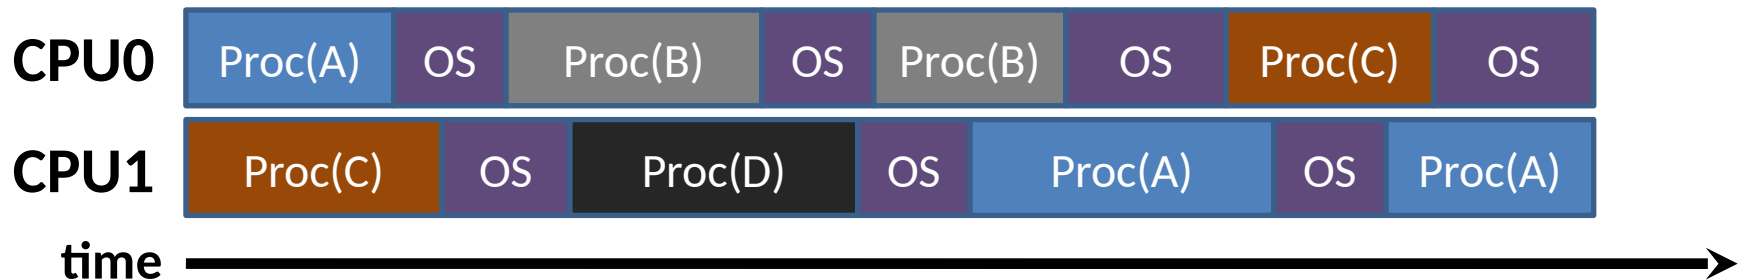 CPU0 Proc(A) OS Proc(B) OS Proc(B) OS Proc(C) OS
CPU1 Proc(C) OS Proc(D) OS Proc(A) OS Proc(A)
time